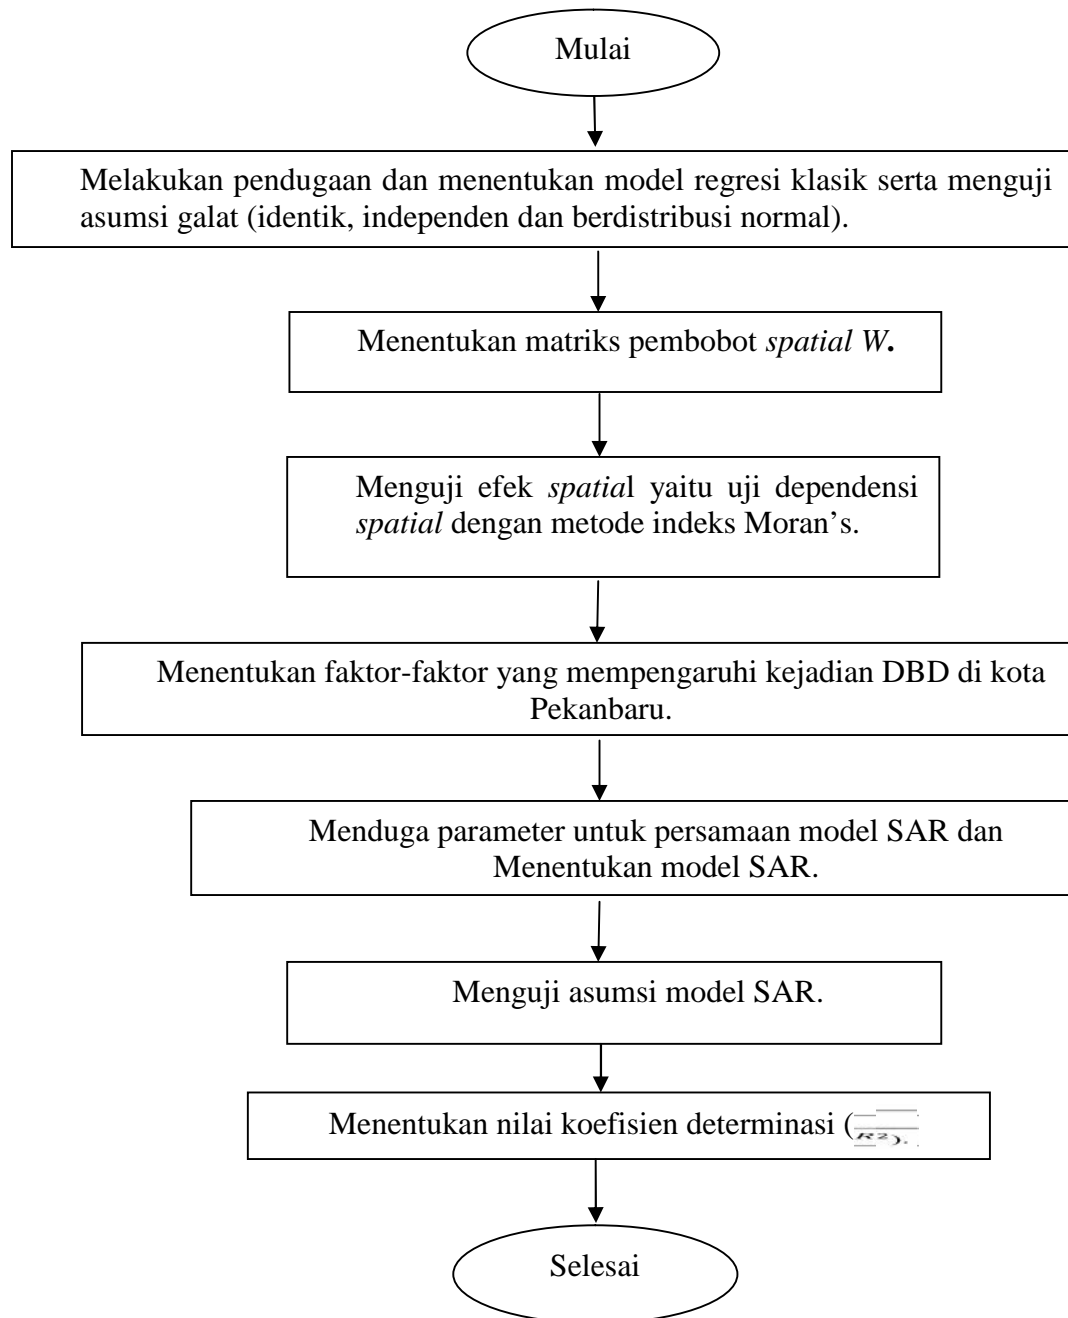 Mulai
Melakukan pendugaan dan menentukan model regresi klasik serta menguji
asumsi galat (identik, independen dan berdistribusi normal).
Menentukan matriks pembobot spatial W.
Menguji efek spatial yaitu uji dependensi
spatial dengan metode indeks Moran’s.
Menentukan faktor-faktor yang mempengaruhi kejadian DBD di kota
Pekanbaru.
Menduga parameter untuk persamaan model SAR dan
Menentukan model SAR.
Menguji asumsi model SAR.
Menentukan nilai koefisien determinasi (R²).
Selesai